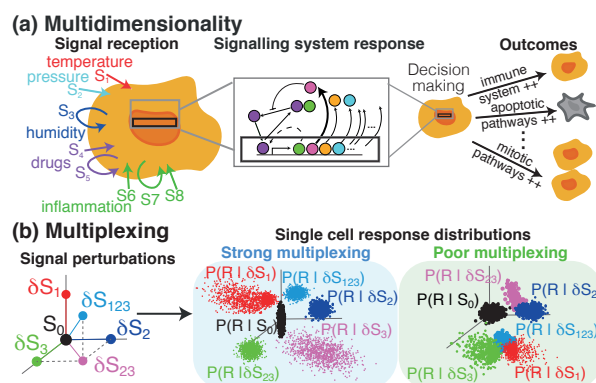 (a) Multidimensionality
Signal reception
Signalling system response
Outcomes
temperature
S₁
pressure
S₂
S₃
humidity
S₄
drugs
S₅
S6
S7
S8
inflammation
...
...
Decision
making
immune
system ++
apoptotic
pathways ++
mitotic
pathways ++
(b) Multiplexing
Single cell response distributions
Signal perturbations
Strong multiplexing
Poor multiplexing
δS₁
δS₁₂₃
S₀
δS₂
δS₃
δS₂₃
P(R I δS₁)
P(R I δS₁₂₃)
P(R I δS₂)
P(R I S₀)
P(R I δS₃)
P(R I δS₂₃)
P(R I δS₂₃)
P(R I S₀)
P(R I δS₂
P(R I δS₁₂₃)
P(R I δS₃)
P(R I δS₁)